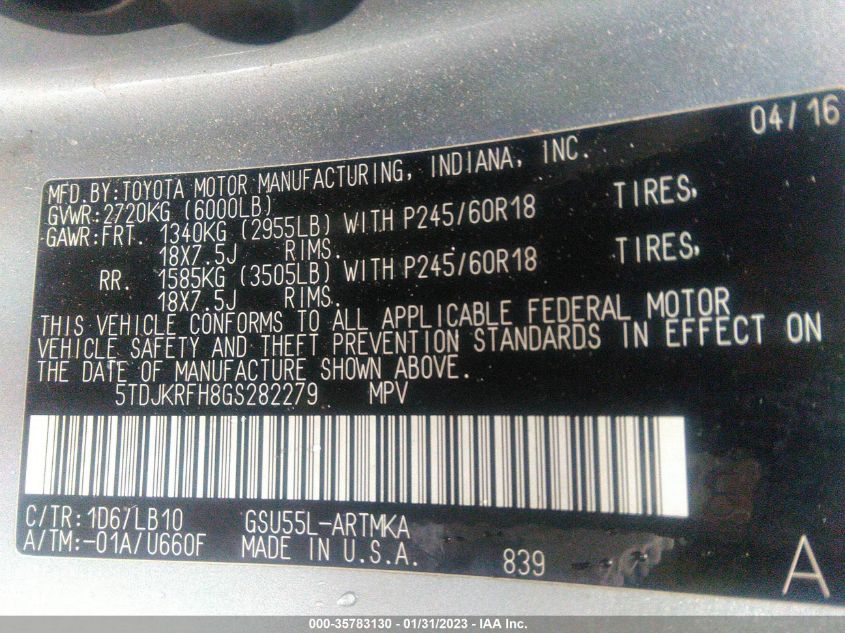 04/16
MFD.BY:TOYOTA MOTOR MANUFACTURING, INDIANA, INC.
GVWR:2720KG (6000LB)
GAWR:FRT. 1340KG (2955LB) WITH P245/60R18 TIRES,
18X7.5J RIMS.
RR. 1585KG (3505LB) WITH P245/60R18 TIRES,
18X7.5J RIMS.
THIS VEHICLE CONFORMS TO ALL APPLICABLE FEDERAL MOTOR
VEHICLE SAFETY AND THEFT PREVENTION STANDARDS IN EFFECT ON
THE DATE OF MANUFACTURE SHOWN ABOVE.
5TDJKRFH8GS282279 MPV
C/TR:1D67LB10 GSU55L-ARTMKA
A/TM:-01A/U660F MADE IN U.S.A. 839 A
000-35783130 - 01/31/2023 - IAA Inc.